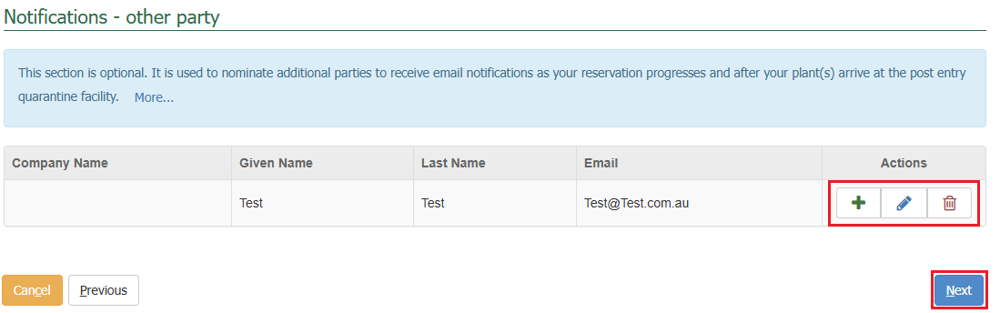 Notifications - other party
This section is optional. It is used to nominate additional parties to receive email notifications as your reservation progresses and after your plant(s) arrive at the post entry
quarantine facility. More...
Company Name Given Name Last Name Email Actions
Test Test Test@Test.com.au
Cancel Previous Next